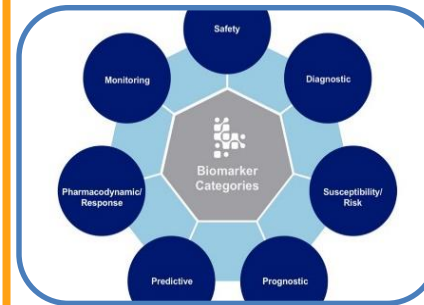 Safety
Diagnostic
Susceptibility/
Risk
Prognostic
Predictive
Pharmacodynamic/
Response
Monitoring
Biomarker
Categories